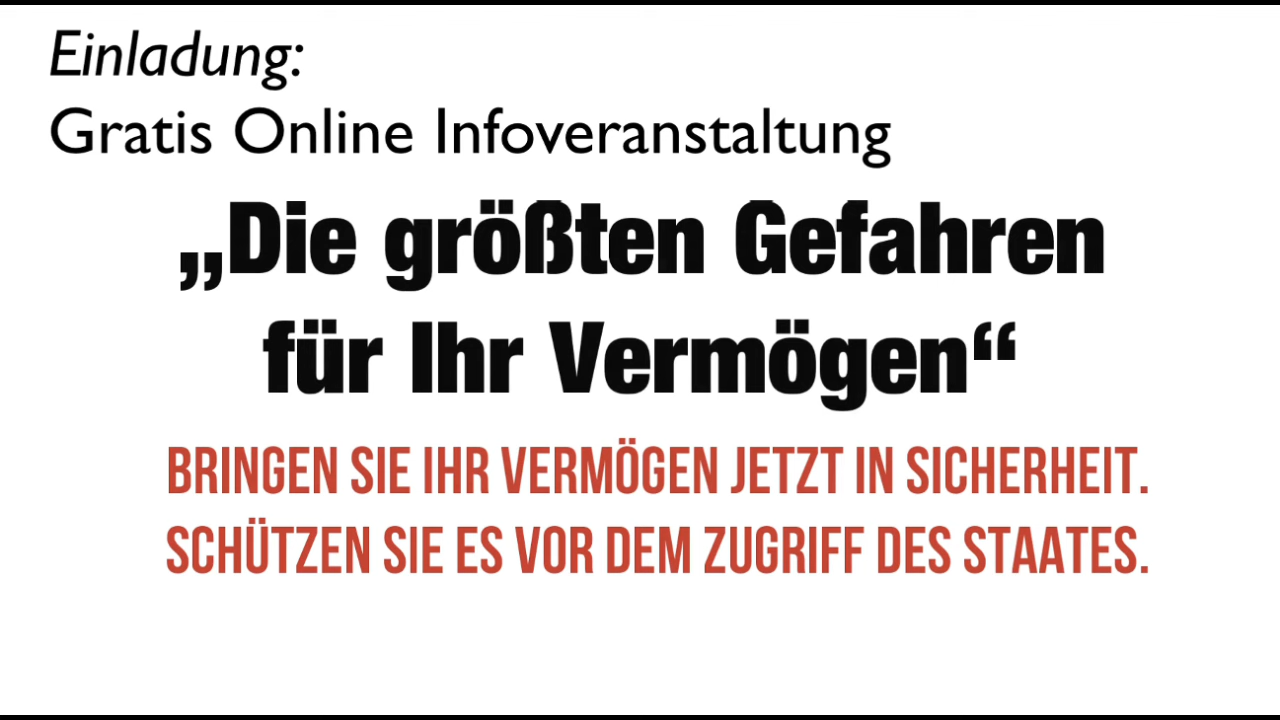 Einladung:
Gratis Online Infoveranstaltung
„Die größten Gefahren
für Ihr Vermögen“
BRINGEN SIE IHR VERMÖGEN JETZT IN SICHERHEIT.
SCHÜTZEN SIE ES VOR DEM ZUGRIFF DES STAATES.